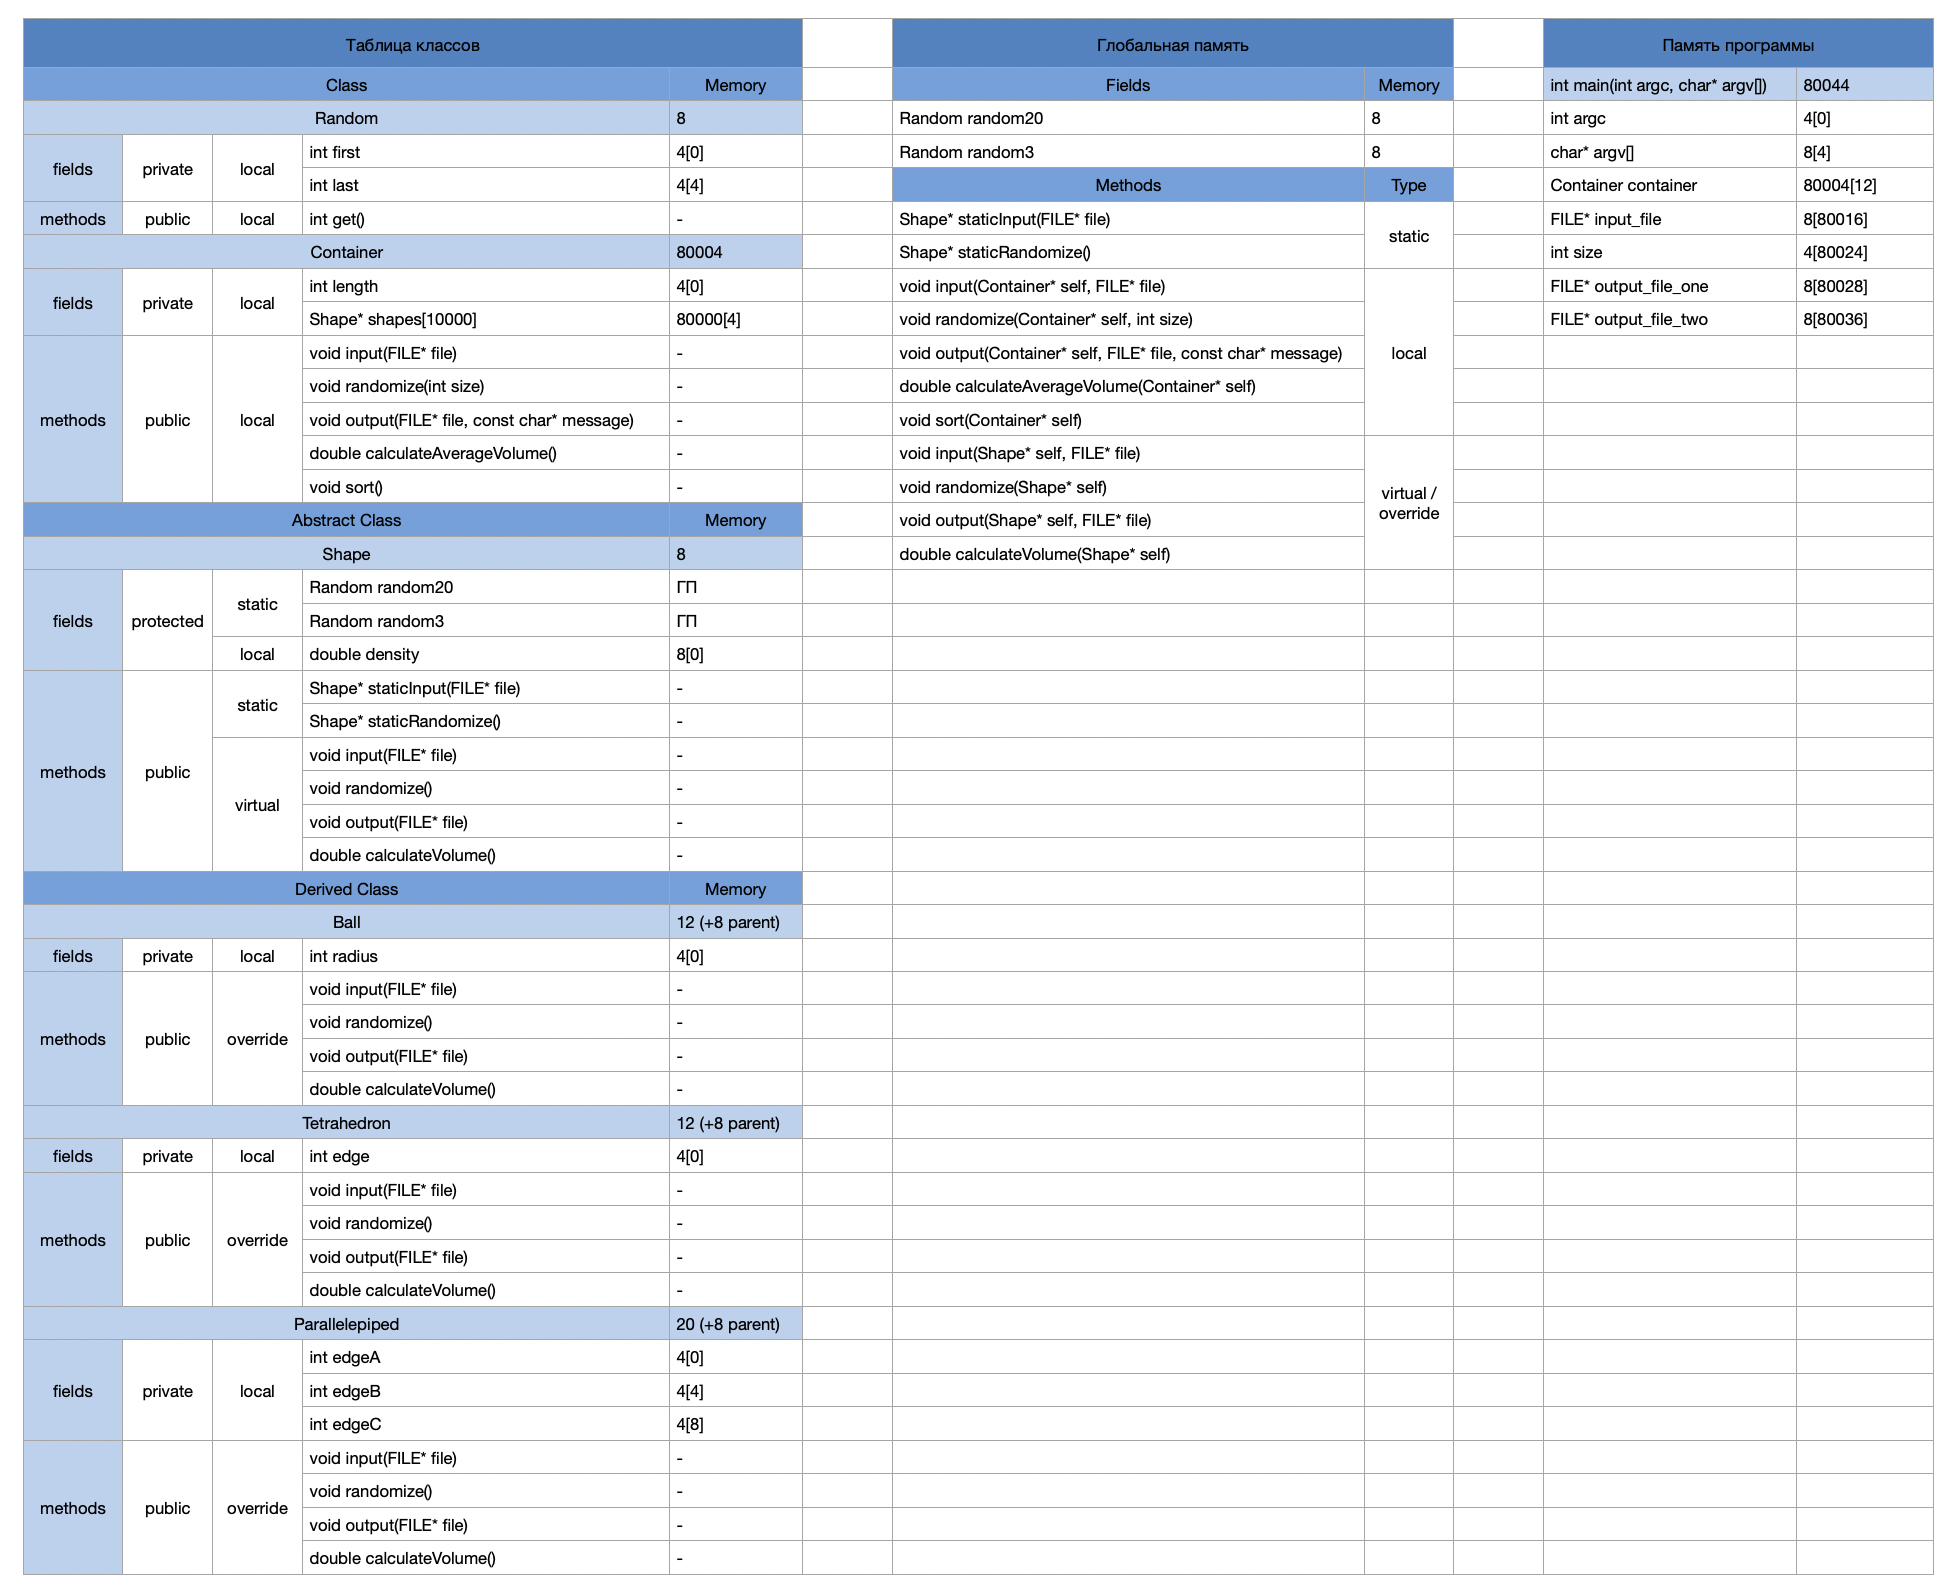 Таблица классов
Class Memory
Random 8
fields private local int first 4[0]
int last 4[4]
methods public local int get() -
Container 80004
fields private local int length 4[0]
Shape* shapes[10000] 80000[4]
methods public local void input(FILE* file) -
void randomize(int size) -
void output(FILE* file, const char* message) -
double calculateAverageVolume() -
void sort() -
Abstract Class Memory
Shape 8
fields protected static Random random20 ГП
Random random3 ГП
local double density 8[0]
methods public static Shape* staticInput(FILE* file) -
Shape* staticRandomize() -
virtual void input(FILE* file) -
void randomize() -
void output(FILE* file) -
double calculateVolume() -
Derived Class Memory
Ball 12 (+8 parent)
fields private local int radius 4[0]
methods public override void input(FILE* file) -
void randomize() -
void output(FILE* file) -
double calculateVolume() -
Tetrahedron 12 (+8 parent)
fields private local int edge 4[0]
methods public override void input(FILE* file) -
void randomize() -
void output(FILE* file) -
double calculateVolume() -
Parallelepiped 20 (+8 parent)
fields private local int edgeA 4[0]
int edgeB 4[4]
int edgeC 4[8]
methods public override void input(FILE* file) -
void randomize() -
void output(FILE* file) -
double calculateVolume() -
Глобальная память
Fields Memory
Random random20 8
Random random3 8
Methods Type
Shape* staticInput(FILE* file) static
Shape* staticRandomize()
void input(Container* self, FILE* file) local
void randomize(Container* self, int size)
void output(Container* self, FILE* file, const char* message)
double calculateAverageVolume(Container* self)
void sort(Container* self)
void input(Shape* self, FILE* file) virtual /
override
void randomize(Shape* self)
void output(Shape* self, FILE* file)
double calculateVolume(Shape* self)
Память программы
int main(int argc, char* argv[]) 80044
int argc 4[0]
char* argv[] 8[4]
Container container 80004[12]
FILE* input_file 8[80016]
int size 4[80024]
FILE* output_file_one 8[80028]
FILE* output_file_two 8[80036]